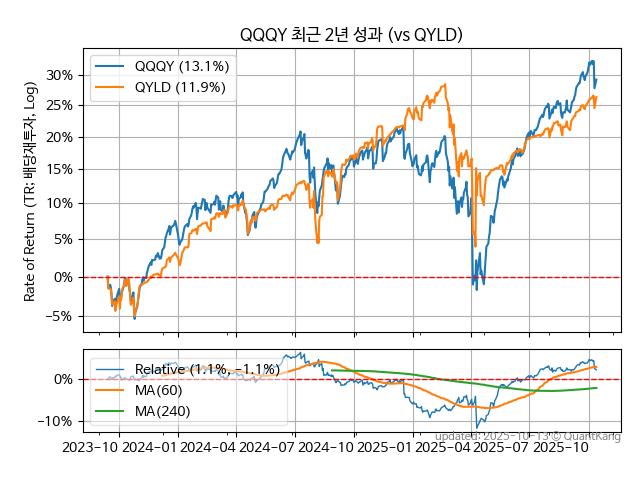 QQQY 최근 2년 성과 (vs QYLD)
QQQY (13.1%)
QYLD (11.9%)
Rate of Return (TR: 배당재투자, Log)
30%
25%
20%
15%
10%
5%
0%
−5%
Relative (1.1%, −1.1%)
MA(60)
MA(240)
0%
−10%
2023−10 2024−01 2024−04 2024−07 2024−10 2025−01 2025−04 2025−07 2025−10
updated: 2025−10−13 © QuantKang